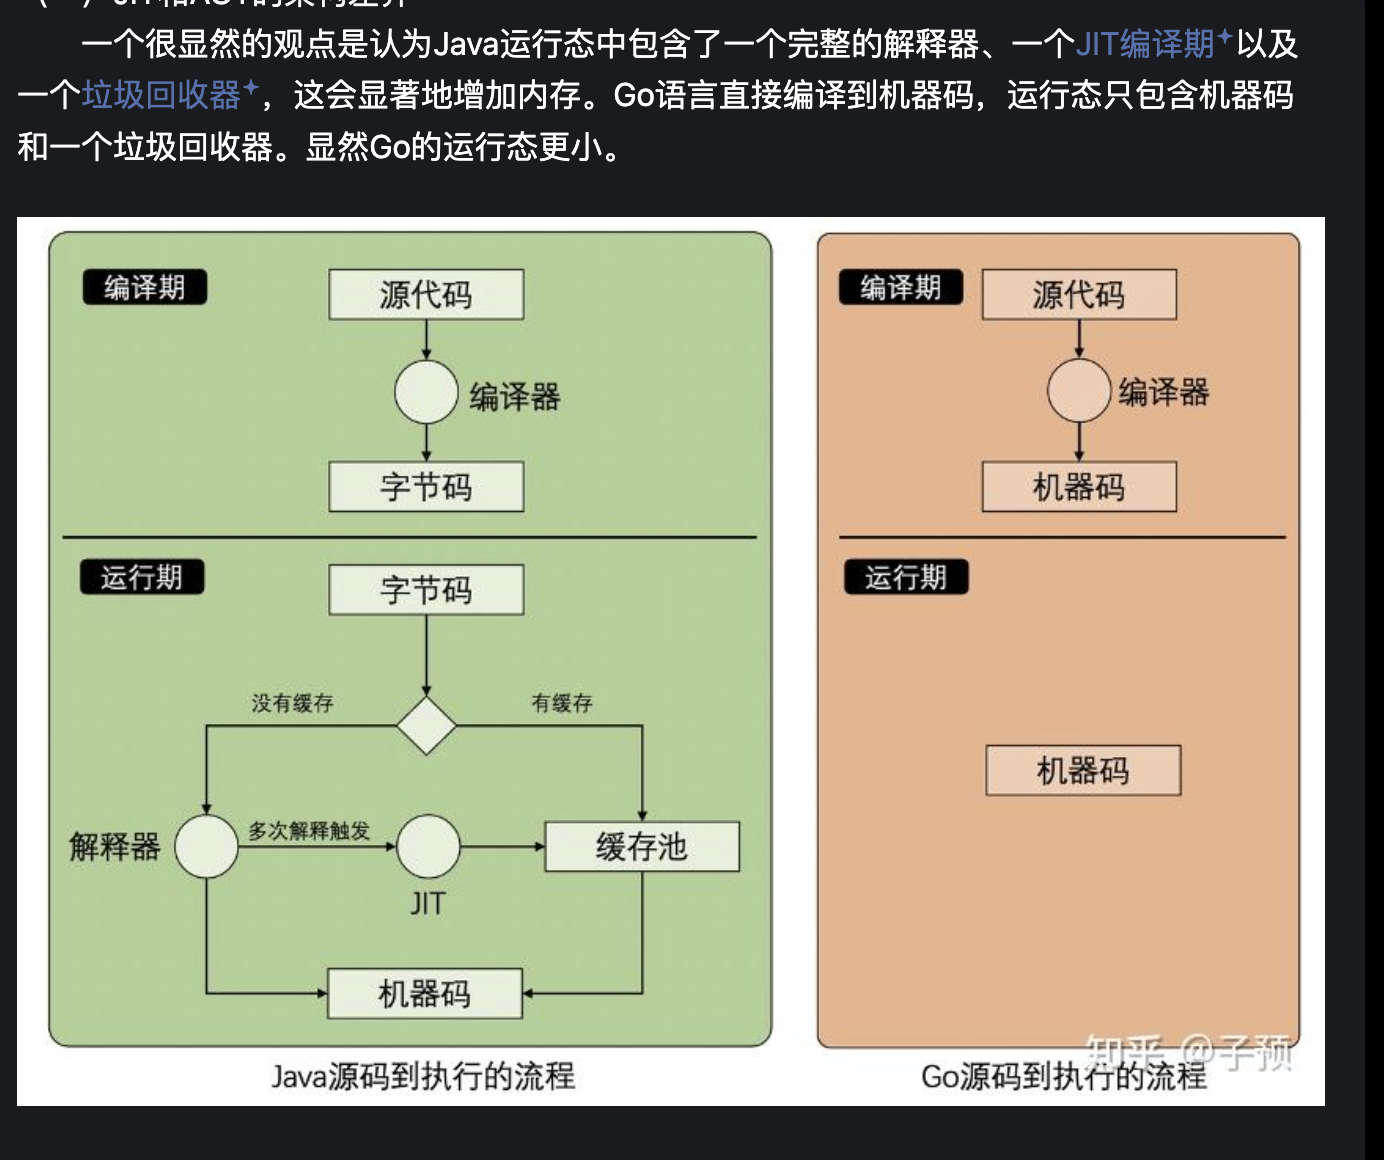 一个很显然的观点是认为Java运行态中包含了一个完整的解释器、一个JIT编译期以及
一个垃圾回收器，这会显著地增加内存。Go语言直接编译到机器码，运行态只包含机器码
和一个垃圾回收器。显然Go的运行态更小。
编译期
源代码
编译器
字节码
运行期
字节码
没有缓存
有缓存
解释器
多次解释触发
JIT
缓存池
机器码
Java源码到执行的流程
编译期
源代码
编译器
机器码
运行期
机器码
知乎 @子预
Go源码到执行的流程